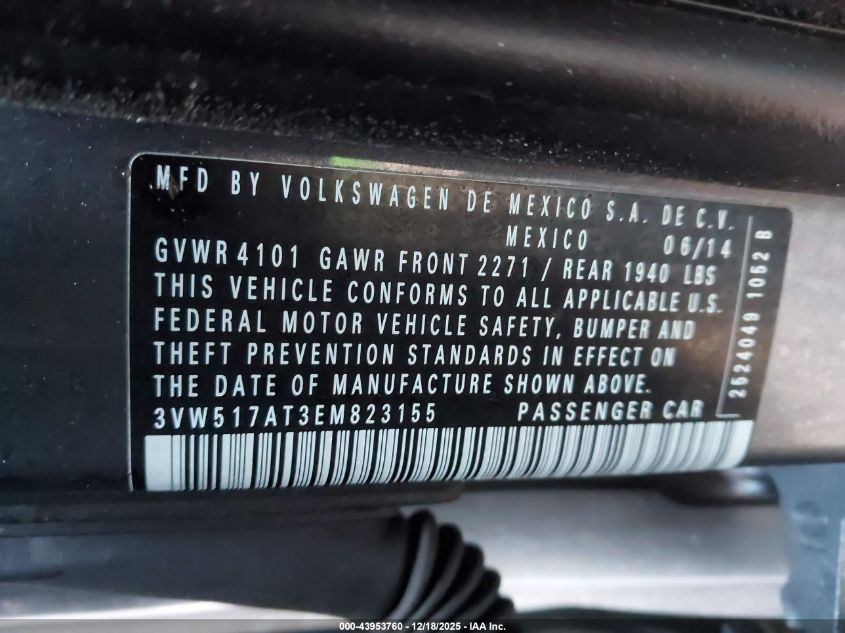 MFD BY VOLKSWAGEN DE MEXICO S.A. DE C.V.
MEXICO 06/14
GVWR 4101 GAWR FRONT 2271 / REAR 1940 LBS
THIS VEHICLE CONFORMS TO ALL APPLICABLE U.S.
FEDERAL MOTOR VEHICLE SAFETY, BUMPER AND
THEFT PREVENTION STANDARDS IN EFFECT ON
THE DATE OF MANUFACTURE SHOWN ABOVE.
3VW517AT3EM823155 PASSENGER CAR
2524049 1052 B
000-43953760 - 12/18/2025 - IAA Inc.